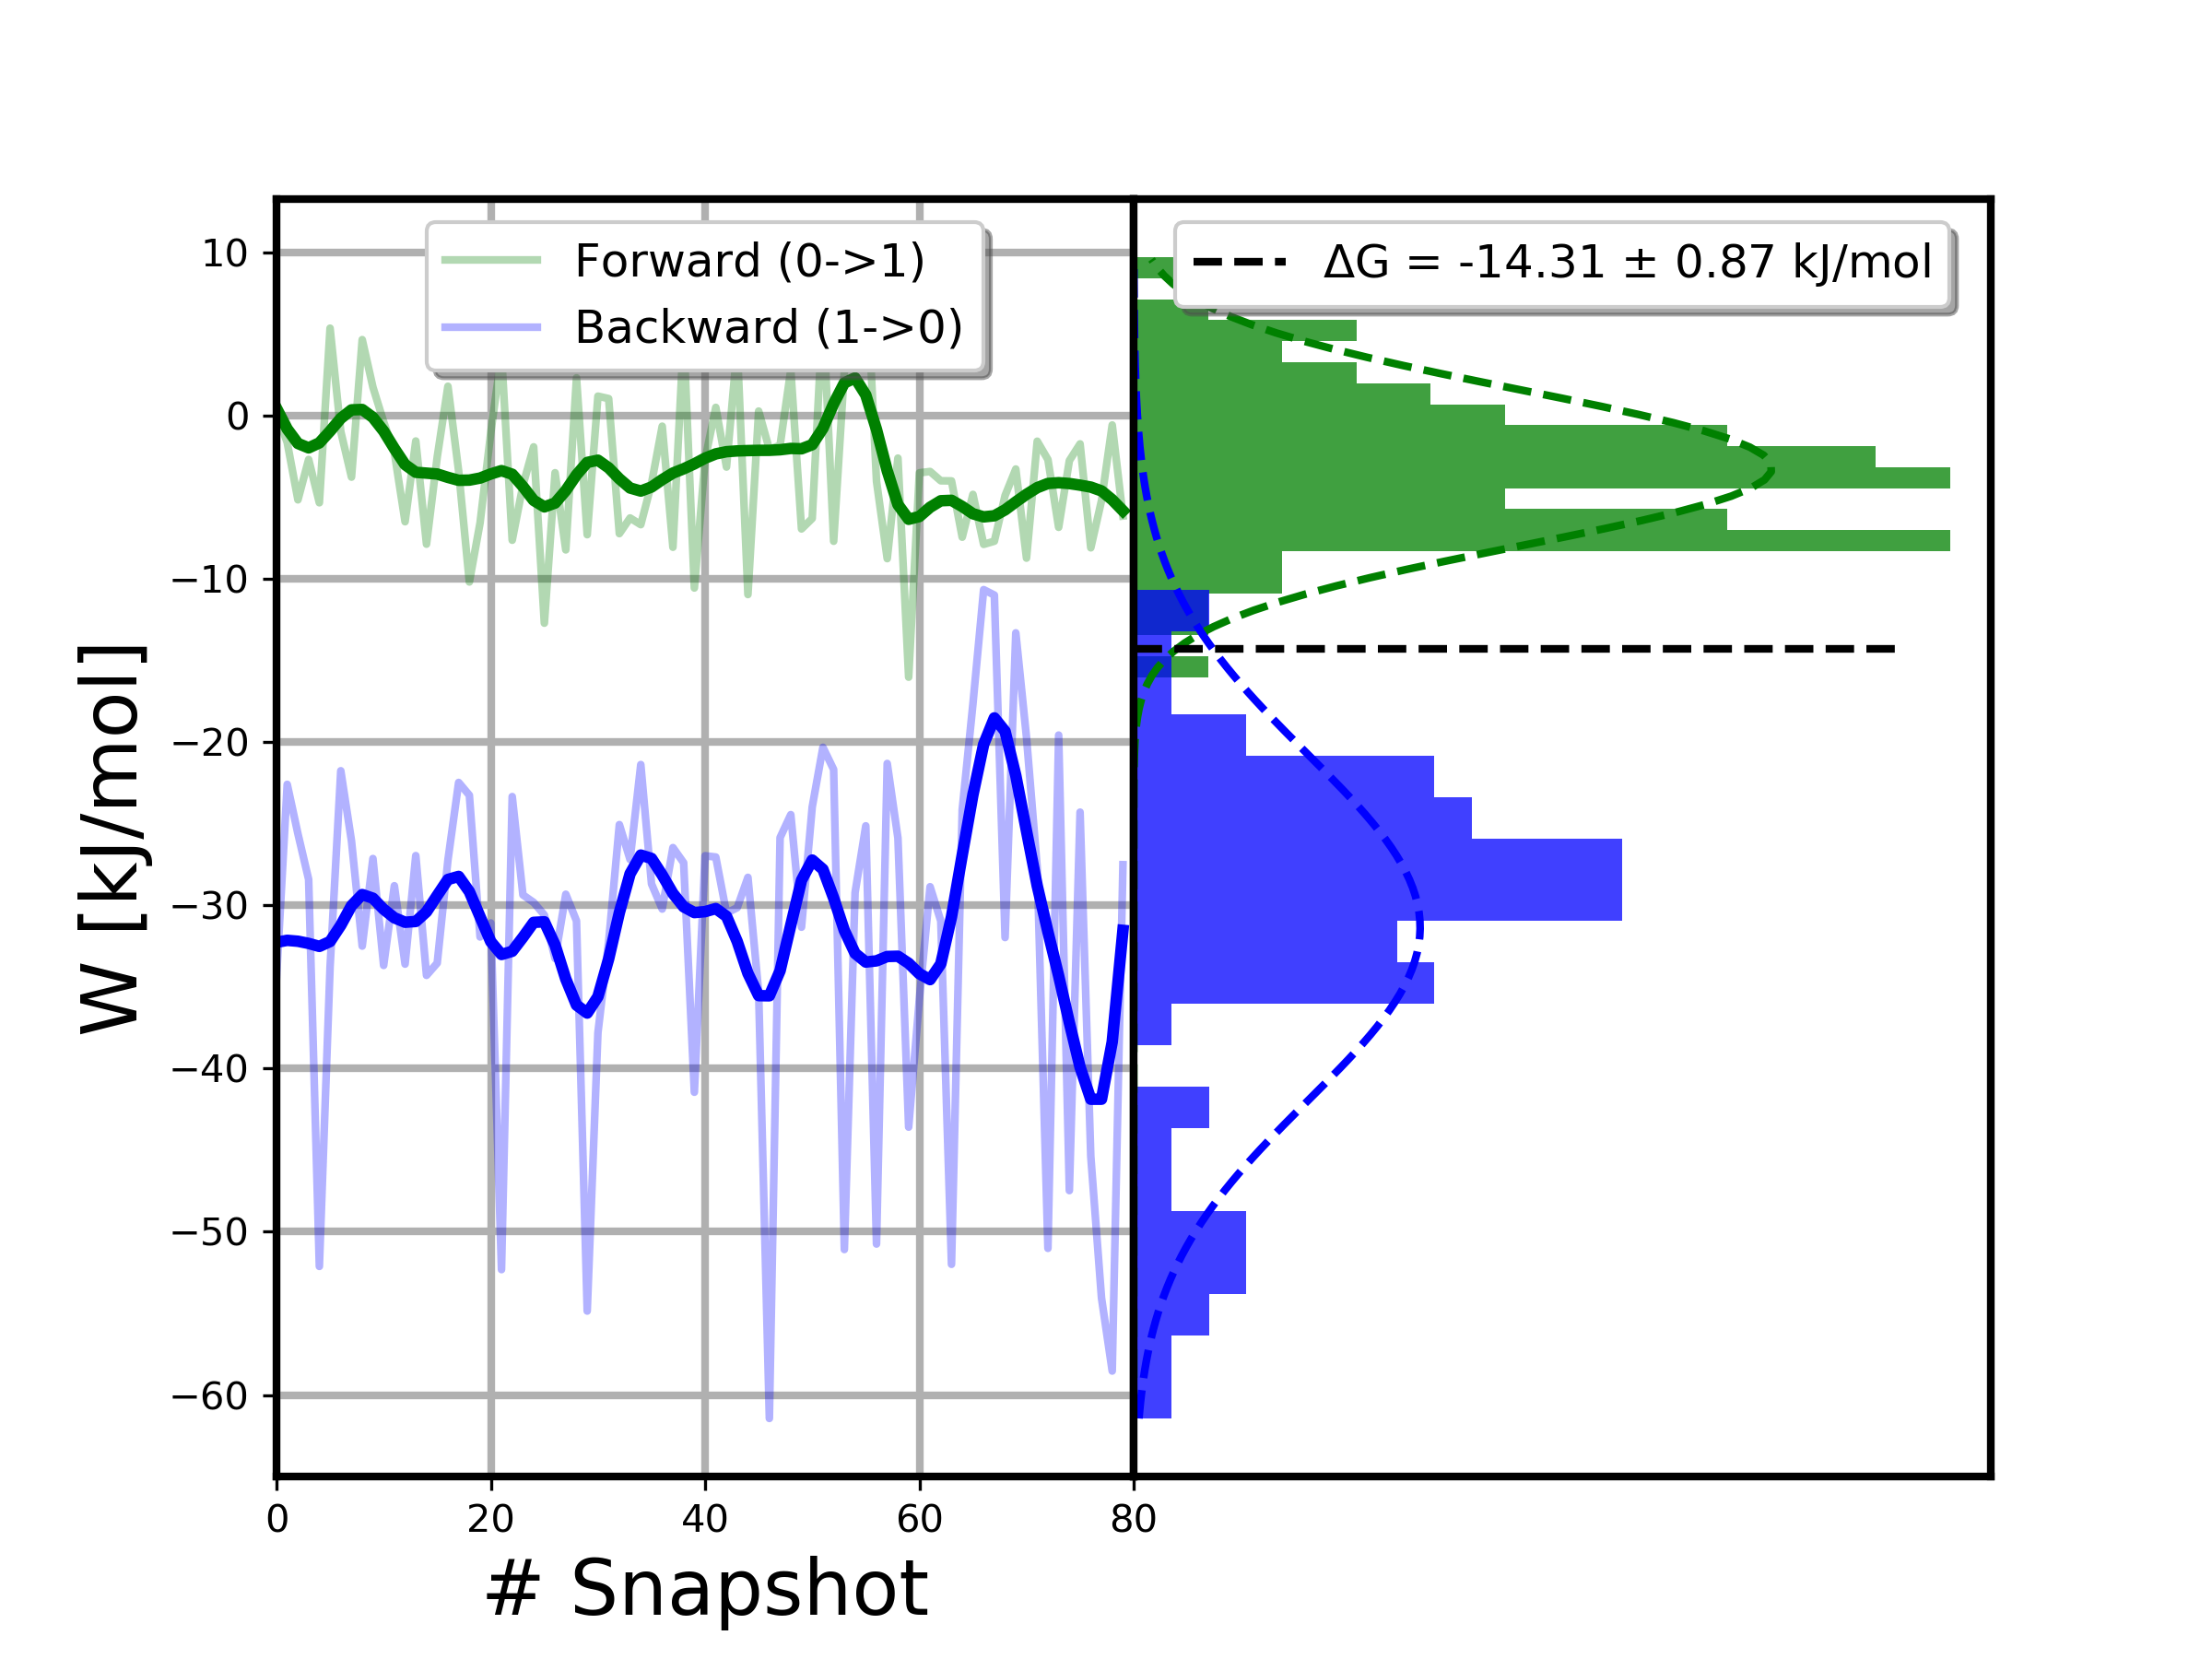 Forward (0->1)
Backward (1->0)
ΔG = -14.31 ± 0.87 kJ/mol
W [kJ/mol]
10
0
−10
−20
−30
−40
−50
−60
0 20 40 60 80
# Snapshot